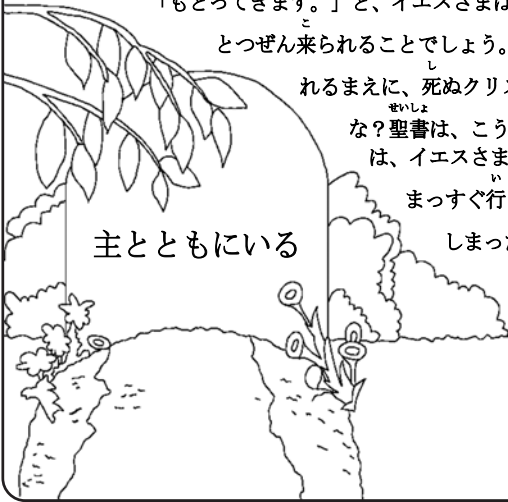 「もどってきます。」と、イエスさまは
とつぜん来られることでしょう。
れるまえに、死ぬクリス
な？聖書は、こう
は、イエスさま
まっすぐ行
しまった
主とともにいる